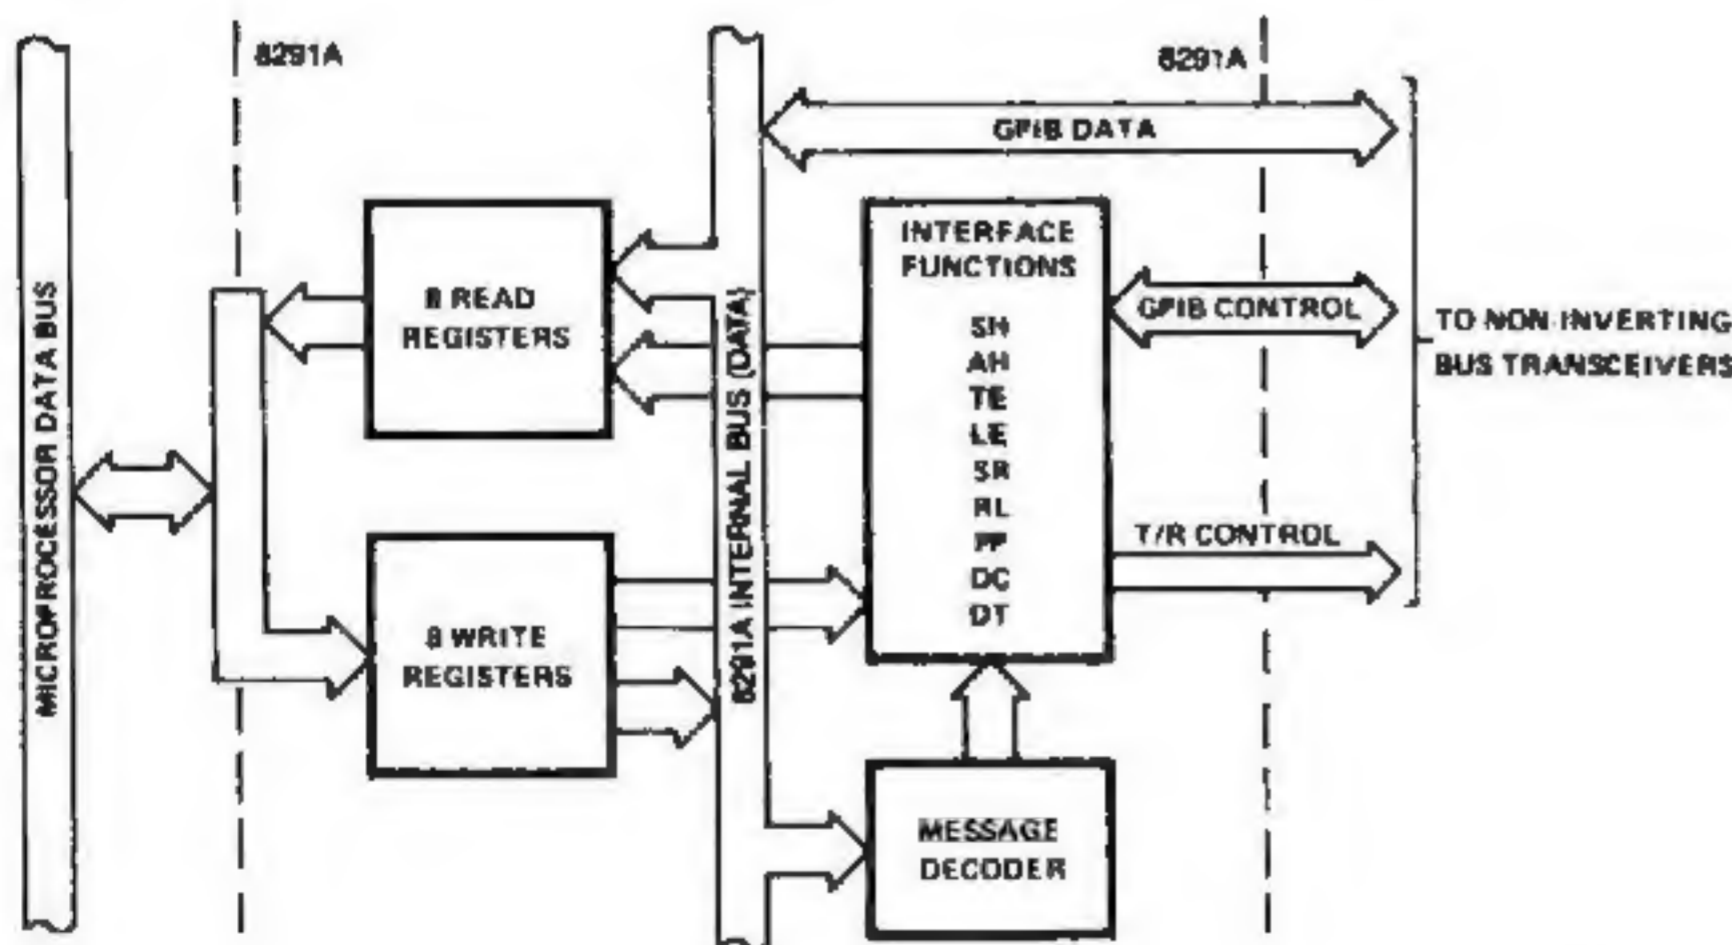 8291A
8291A
GPIB DATA
INTERFACE
FUNCTIONS
SH
AH
TE
LE
SR
RL
PP
DC
DT
8 READ
REGISTERS
GPIB CONTROL
TO NON-INVERTING
BUS TRANSCEIVERS
MICROPROCESSOR DATA BUS
8291A INTERNAL BUS (DATA)
T/R CONTROL
8 WRITE
REGISTERS
MESSAGE
DECODER